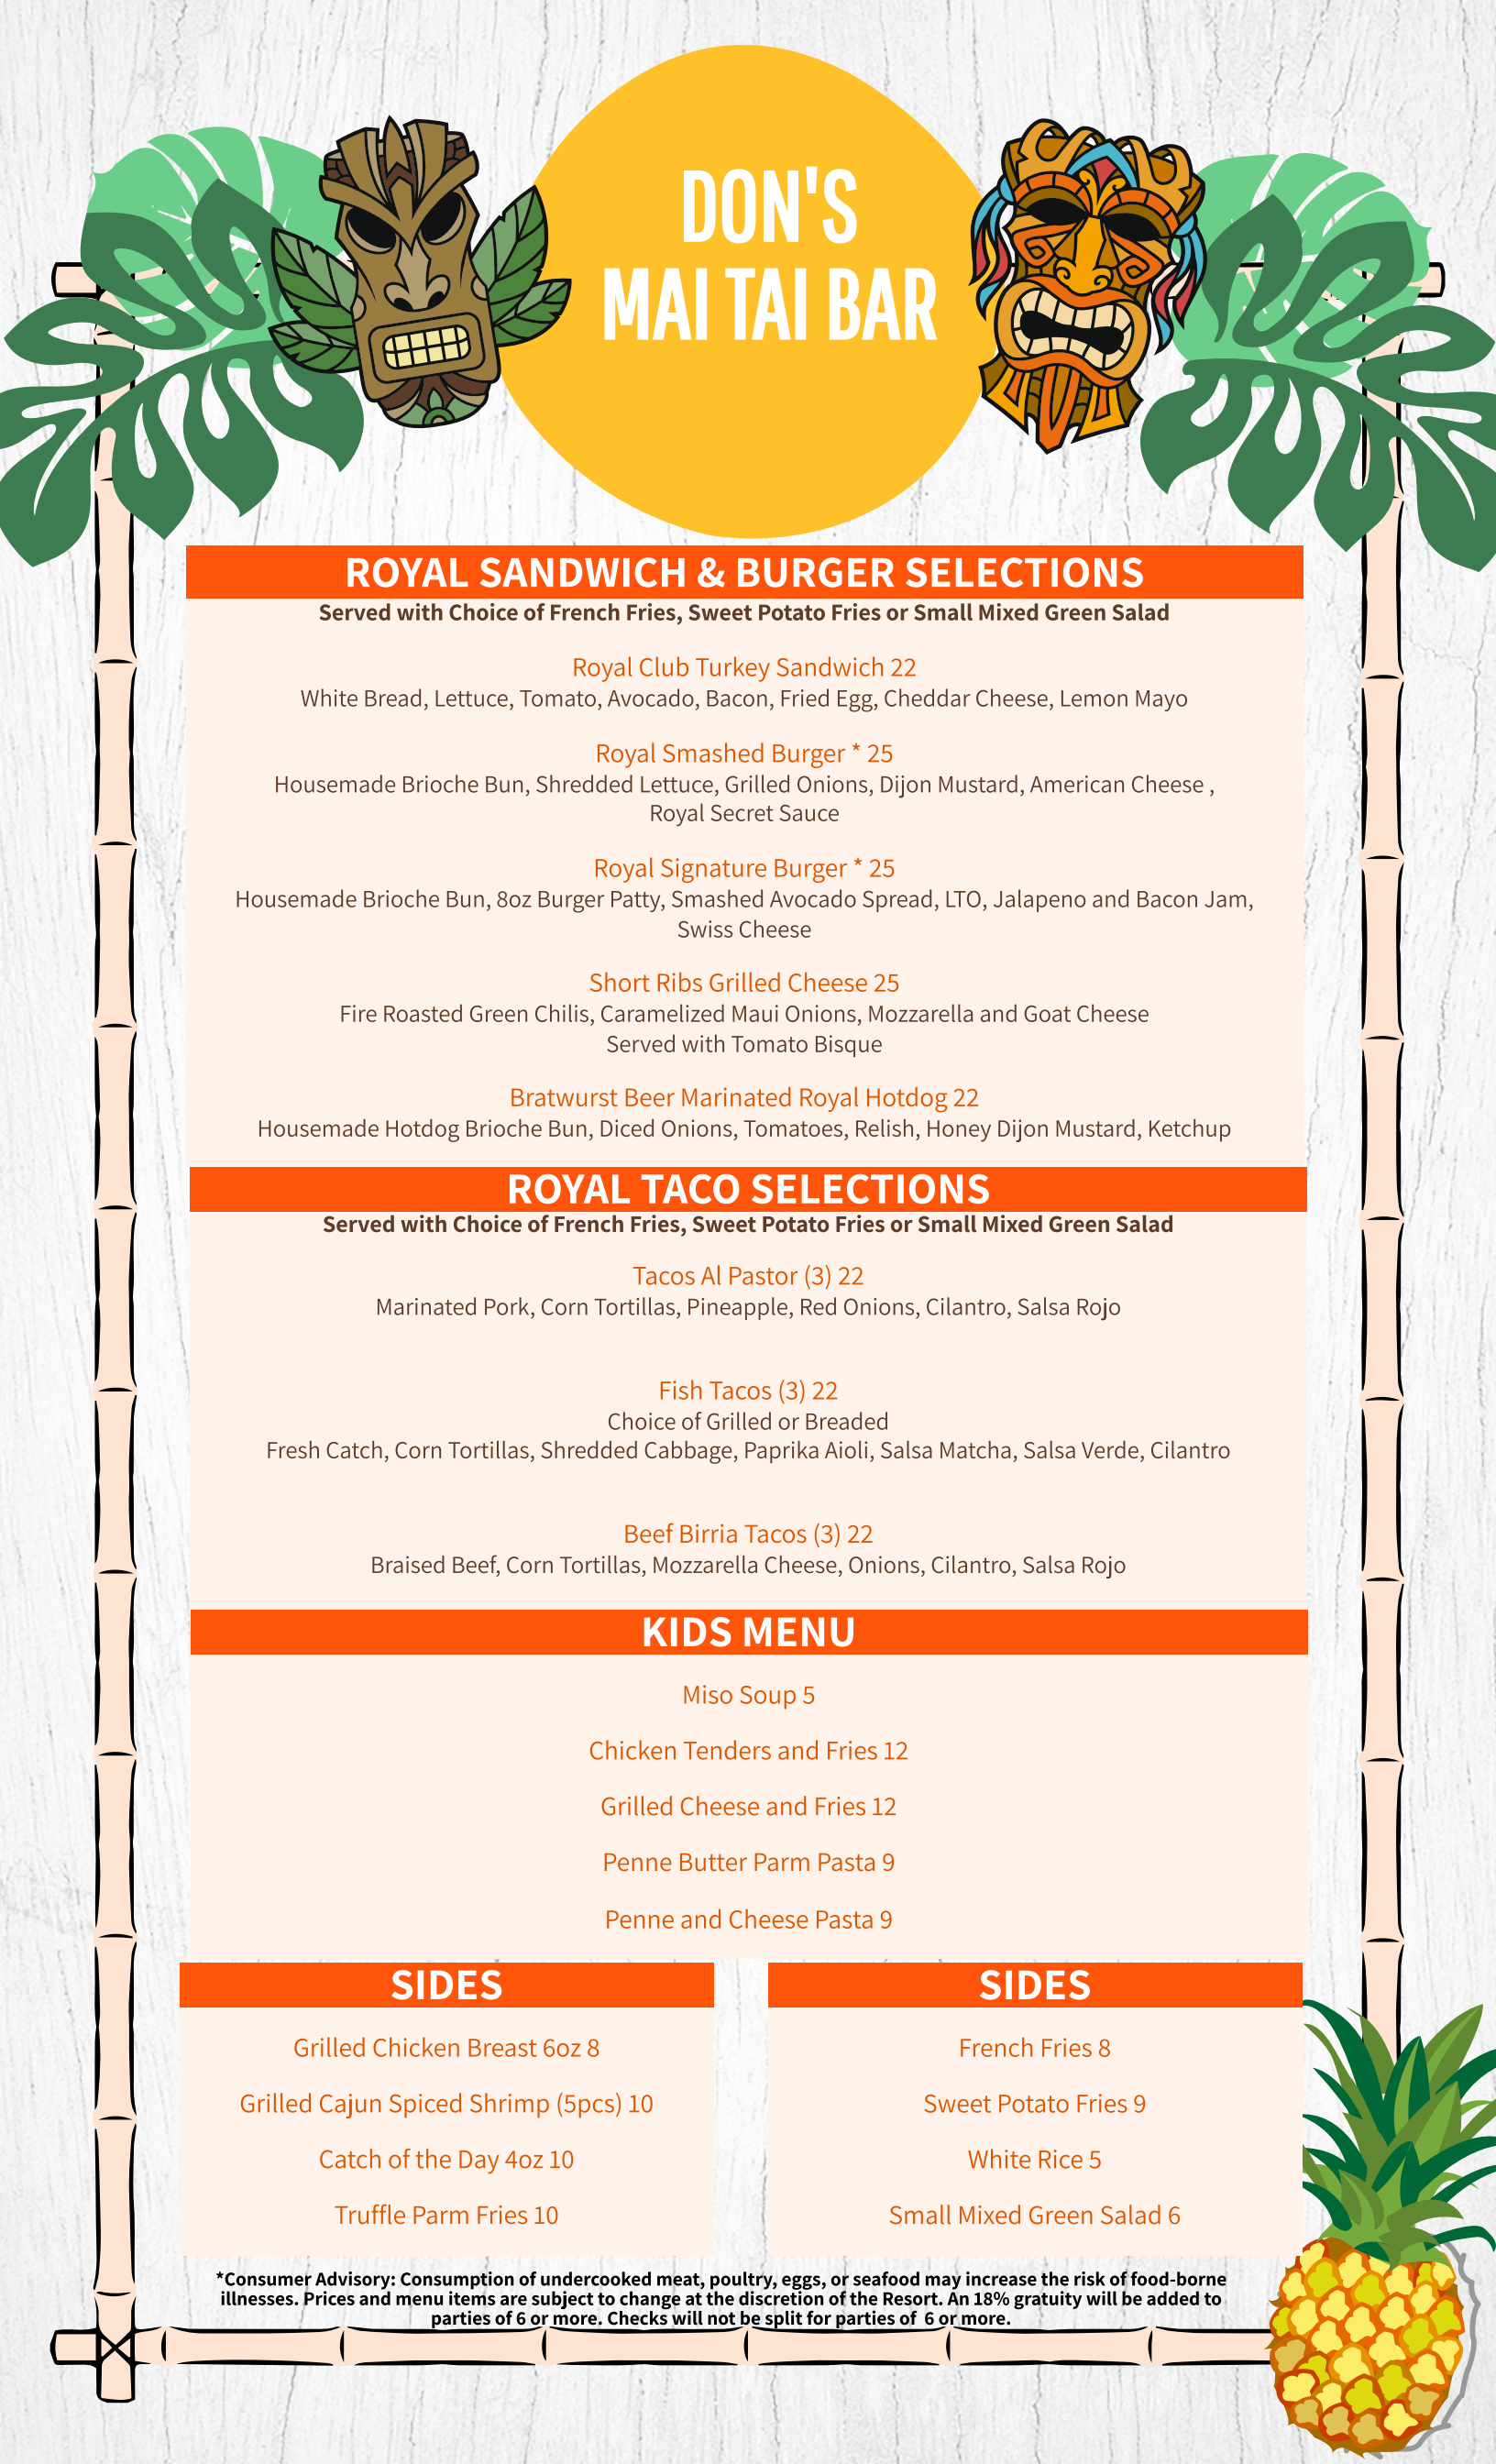 DON'S
MAI TAI BAR
ROYAL SANDWICH & BURGER SELECTIONS
Served with Choice of French Fries, Sweet Potato Fries or Small Mixed Green Salad
Royal Club Turkey Sandwich 22
White Bread, Lettuce, Tomato, Avocado, Bacon, Fried Egg, Cheddar Cheese, Lemon Mayo
Royal Smashed Burger * 25
Housemade Brioche Bun, Shredded Lettuce, Grilled Onions, Dijon Mustard, American Cheese ,
Royal Secret Sauce
Royal Signature Burger * 25
Housemade Brioche Bun, 8oz Burger Patty, Smashed Avocado Spread, LTO, Jalapeno and Bacon Jam,
Swiss Cheese
Short Ribs Grilled Cheese 25
Fire Roasted Green Chilis, Caramelized Maui Onions, Mozzarella and Goat Cheese
Served with Tomato Bisque
Bratwurst Beer Marinated Royal Hotdog 22
Housemade Hotdog Brioche Bun, Diced Onions, Tomatoes, Relish, Honey Dijon Mustard, Ketchup
ROYAL TACO SELECTIONS
Served with Choice of French Fries, Sweet Potato Fries or Small Mixed Green Salad
Tacos Al Pastor (3) 22
Marinated Pork, Corn Tortillas, Pineapple, Red Onions, Cilantro, Salsa Rojo
Fish Tacos (3) 22
Choice of Grilled or Breaded
Fresh Catch, Corn Tortillas, Shredded Cabbage, Paprika Aioli, Salsa Matcha, Salsa Verde, Cilantro
Beef Birria Tacos (3) 22
Braised Beef, Corn Tortillas, Mozzarella Cheese, Onions, Cilantro, Salsa Rojo
KIDS MENU
Miso Soup 5
Chicken Tenders and Fries 12
Grilled Cheese and Fries 12
Penne Butter Parm Pasta 9
Penne and Cheese Pasta 9
SIDES
Grilled Chicken Breast 6oz 8
Grilled Cajun Spiced Shrimp (5pcs) 10
Catch of the Day 4oz 10
Truffle Parm Fries 10
SIDES
French Fries 8
Sweet Potato Fries 9
White Rice 5
Small Mixed Green Salad 6
*Consumer Advisory: Consumption of undercooked meat, poultry, eggs, or seafood may increase the risk of food-borne
illnesses. Prices and menu items are subject to change at the discretion of the Resort. An 18% gratuity will be added to
parties of 6 or more. Checks will not be split for parties of 6 or more.